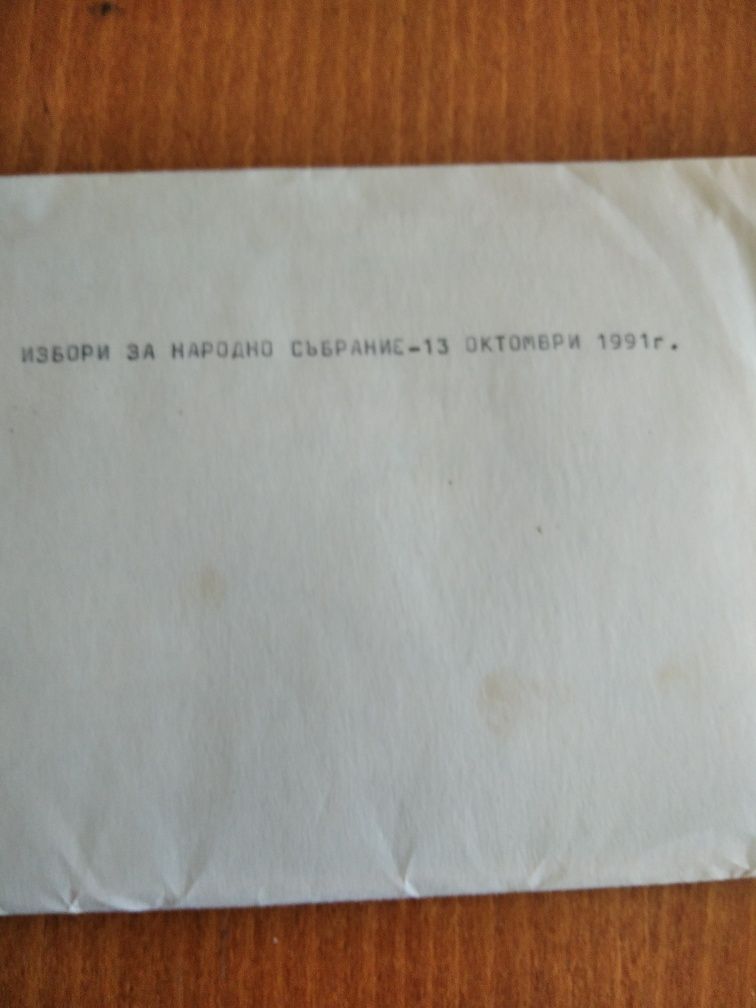 ИЗБОРИ ЗА НАРОДНО СЪБРАНИЕ-13 ОКТОМВРИ 1991г.